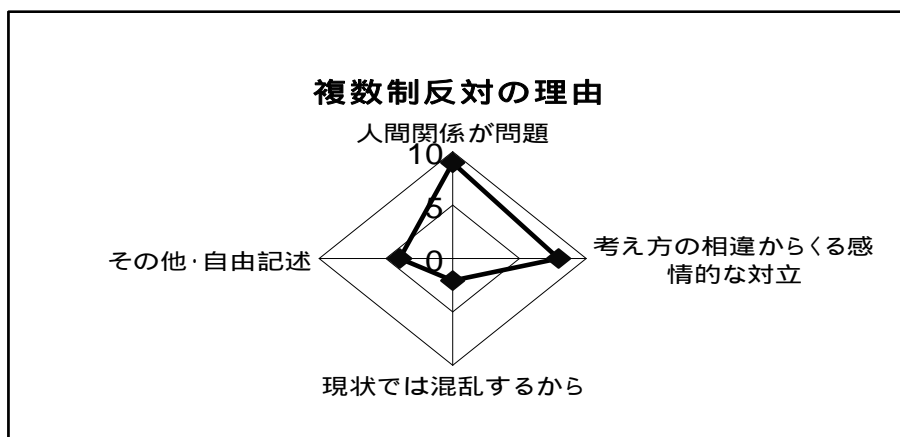 複数制反対の理由
人間関係が問題
10
5
0
考え方の相違からくる感
情的な対立
その他・自由記述
現状では混乱するから